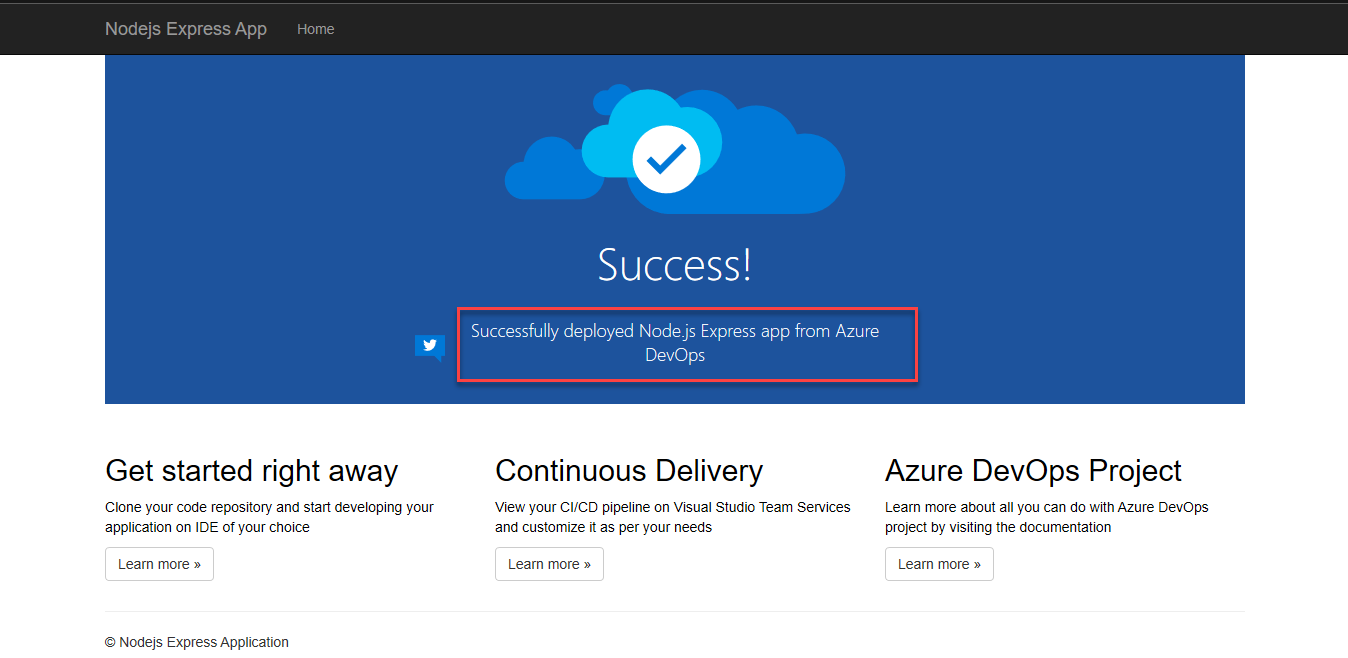 Nodejs Express App Home
Success!
Successfully deployed Node.js Express app from Azure
DevOps
Get started right away
Clone your code repository and start developing your
application on IDE of your choice
Learn more »
Continuous Delivery
View your CI/CD pipeline on Visual Studio Team Services
and customize it as per your needs
Learn more »
Azure DevOps Project
Learn more about all you can do with Azure DevOps
project by visiting the documentation
Learn more »
© Nodejs Express Application